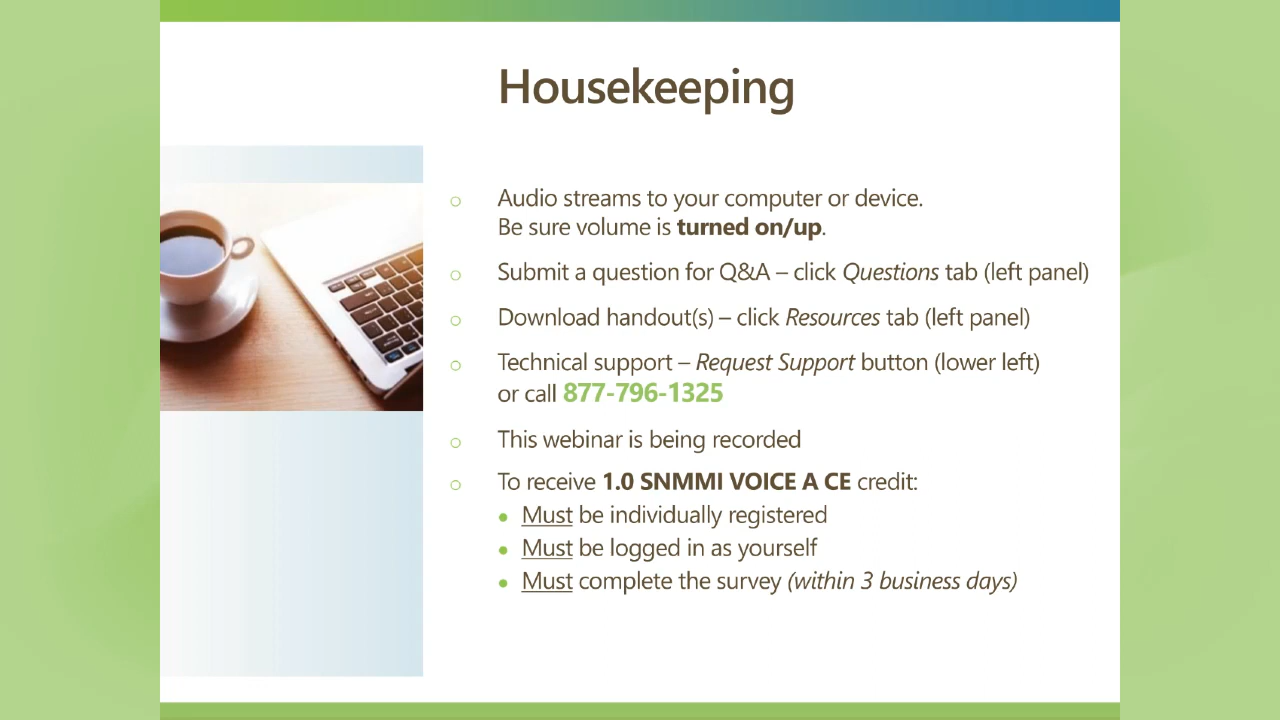 Housekeeping
Audio streams to your computer or device.
Be sure volume is turned on/up.
Submit a question for Q&A – click Questions tab (left panel)
Download handout(s) – click Resources tab (left panel)
Technical support – Request Support button (lower left)
or call 877-796-1325
This webinar is being recorded
To receive 1.0 SNMMI VOICE A CE credit:
Must be individually registered
Must be logged in as yourself
Must complete the survey (within 3 business days)